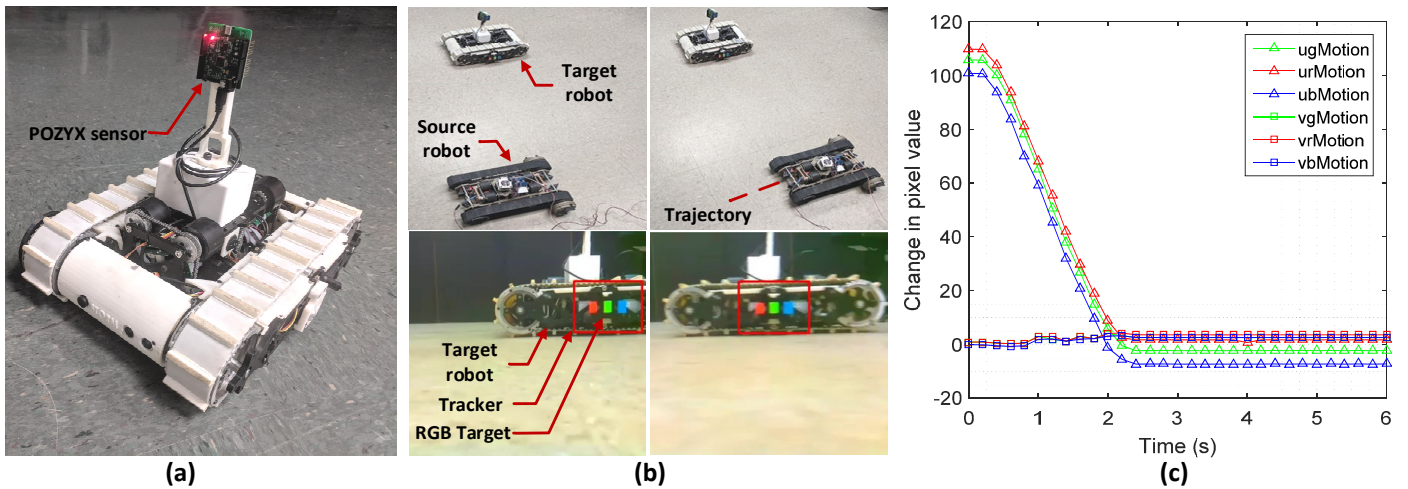 POZYX sensor
(a)
Target
robot
Source
robot
Trajectory
Target
robot
Tracker
RGB Target
(b)
120
100
80
60
40
20
0
-20
Change in pixel value
ugMotion
urMotion
ubMotion
vgMotion
vrMotion
vbMotion
0 1 2 3 4 5 6
Time (s)
(c)